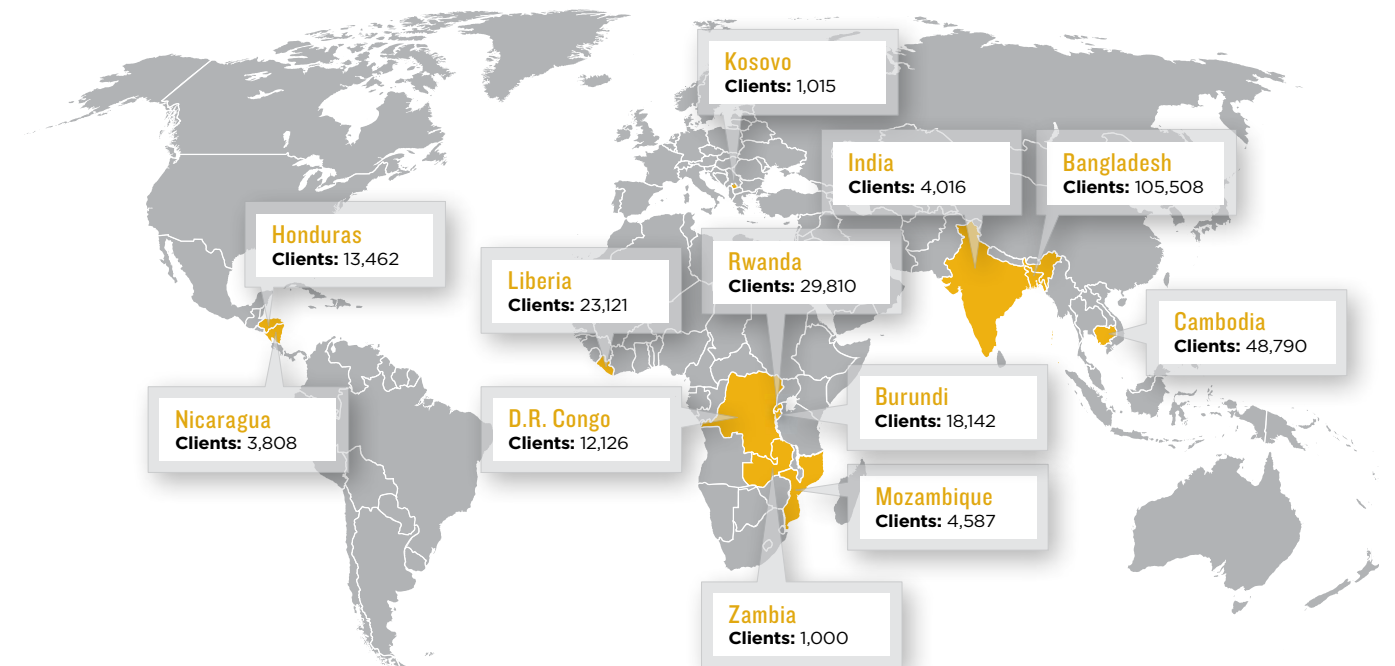 Kosovo
Clients: 1,015
India
Clients: 4,016
Bangladesh
Clients: 105,508
Honduras
Clients: 13,462
Liberia
Clients: 23,121
Rwanda
Clients: 29,810
Cambodia
Clients: 48,790
Nicaragua
Clients: 3,808
D.R. Congo
Clients: 12,126
Burundi
Clients: 18,142
Mozambique
Clients: 4,587
Zambia
Clients: 1,000